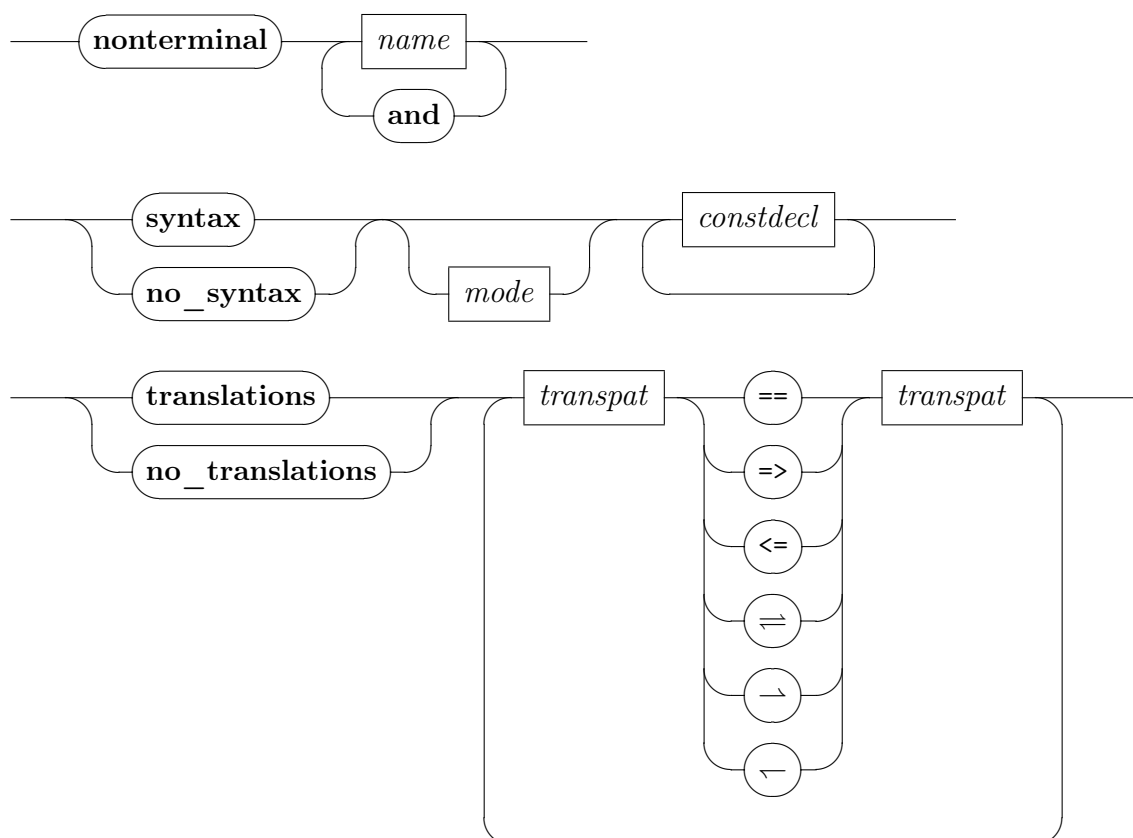 nonterminal name
and
syntax constdecl
no_syntax mode
translations transpat == transpat
no_translations =>
<=
⇌
⇀
↽